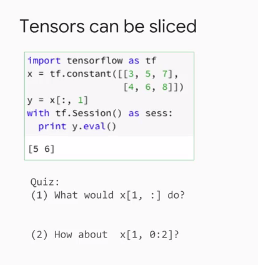 Tensors can be sliced
import tensorflow as tf
x = tf.constant([[3, 5, 7],
                 [4, 6, 8]])
y = x[:, 1]
with tf.Session() as sess:
  print y.eval()
[5 6]
Quiz:
(1) What would x[1, :] do?
(2) How about x[1, 0:2]?